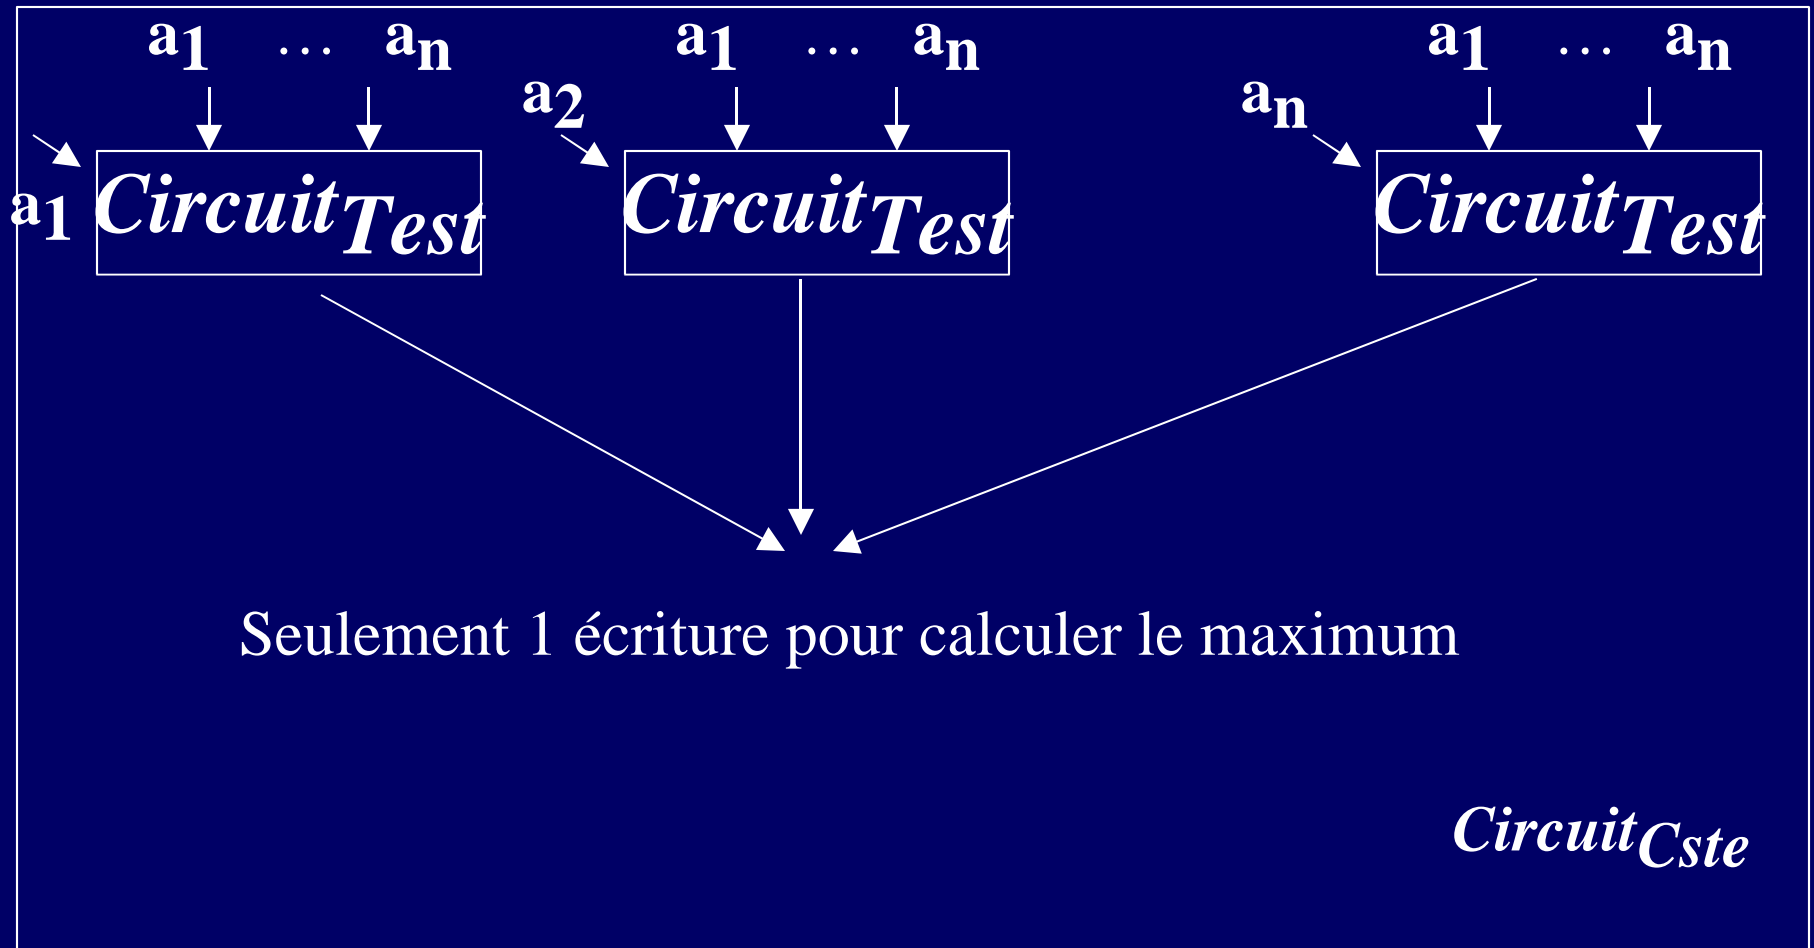 a1 … an a1 … an a1 … an
a2 an
a1 CircuitTest CircuitTest CircuitTest
Seulement 1 écriture pour calculer le maximum
CircuitCste